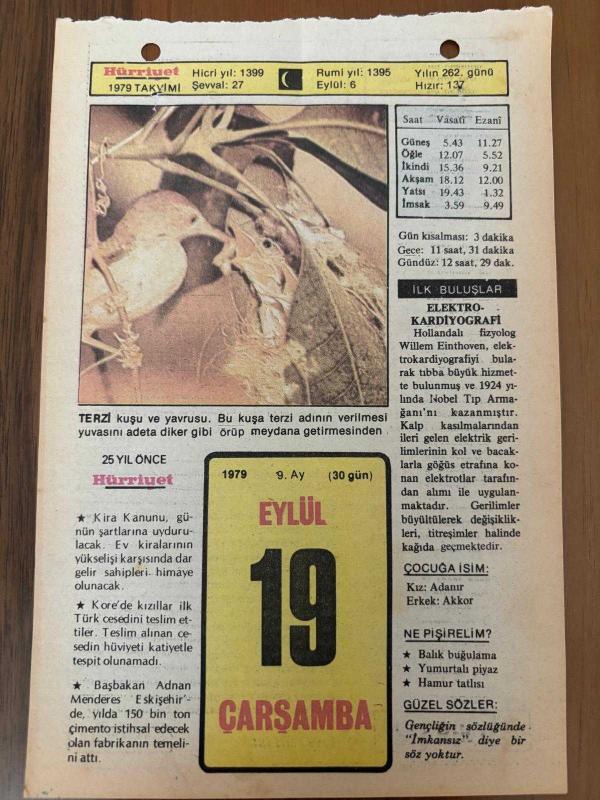 Hürriyet
1979 TAKVİMİ
Hicri yıl: 1399
Şevval: 27
Rumi yıl: 1395
Eylül: 6
Yılın 262. günü
Hızır: 137
Saat Vasatî Ezanî
Güneş 5.43 11.27
Öğle 12.07 5.52
İkindi 15.36 9.21
Akşam 18.12 12.00
Yatsı 19.43 1.32
İmsak 3.59 9.49
Gün kısalması: 3 dakika
Gece: 11 saat, 31 dakika
Gündüz: 12 saat, 29 dak.
TERZİ kuşu ve yavrusu. Bu kuşa terzi adının verilmesi
yuvasını adeta diker gibi örüp meydana getirmesinden
İLK BULUŞLAR
ELEKTRO-
KARDİYOGRAFİ
Hollandalı fizyolog
Willem Einthoven, elek-
trokardiyografiyi bula-
rak tıbba büyük hizmet-
te bulunmuş ve 1924 yı-
lında Nobel Tıp Arma-
ğanı'nı kazanmıştır.
Kalp kasılmalarından
ileri gelen elektrik geri-
limlerinin kol ve bacak-
larla göğüs etrafına ko-
nan elektrotlar tarafın-
dan alımı ile uygulan-
maktadır. Gerilimler
büyültülerek değişiklik-
leri, titreşimler halinde
kağıda geçmektedir.
25 YIL ÖNCE
Hürriyet
★ Kira Kanunu, gü-
nün şartlarına uyduru-
lacak. Ev kiralarının
yükselişi karşısında dar
gelir sahipleri himaye
olunacak.
★ Kore'de kızıllar ilk
Türk cesedini teslim et-
tiler. Teslim alınan ce-
sedin hüviyeti katiyetle
tespit olunamadı.
★ Başbakan Adnan
Menderes Eskişehir'-
de, yılda 150 bin ton
çimento istihsal edecek
olan fabrikanın temeli-
ni attı.
1979 9. Ay (30 gün)
EYLÜL
19
ÇARŞAMBA
ÇOCUĞA İSİM:
Kız: Adanır
Erkek: Akkor
NE PİŞİRELİM?
★ Balık buğulama
★ Yumurtalı piyaz
★ Hamur tatlısı
GÜZEL SÖZLER:
Gençliğin sözlüğünde
"İmkansız" diye bir
söz yoktur.